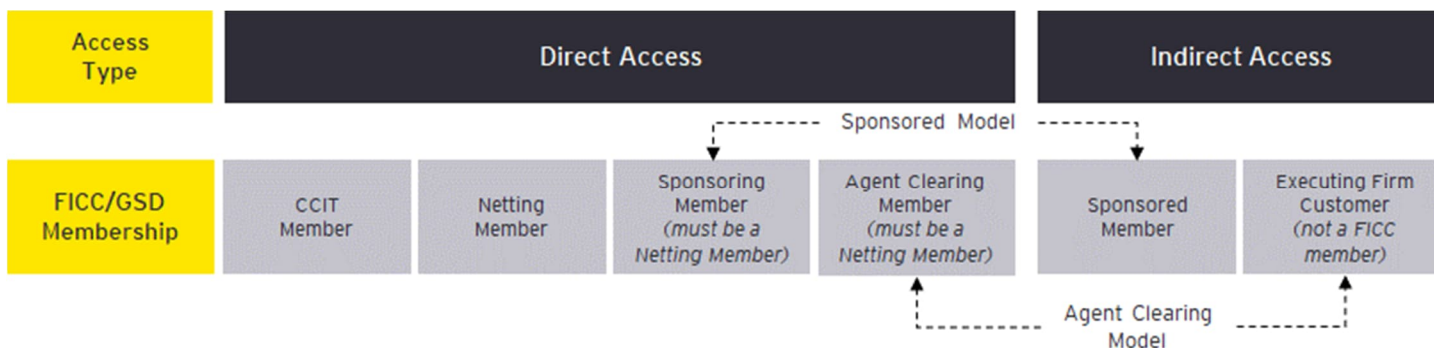 Access
Type
Direct Access
Indirect Access
Sponsored Model
FICC/GSD
Membership
CCIT
Member
Netting
Member
Sponsoring
Member
(must be a
Netting Member)
Agent Clearing
Member
(must be a
Netting Member)
Sponsored
Member
Executing Firm
Customer
(not a FICC
member)
Agent Clearing
Model